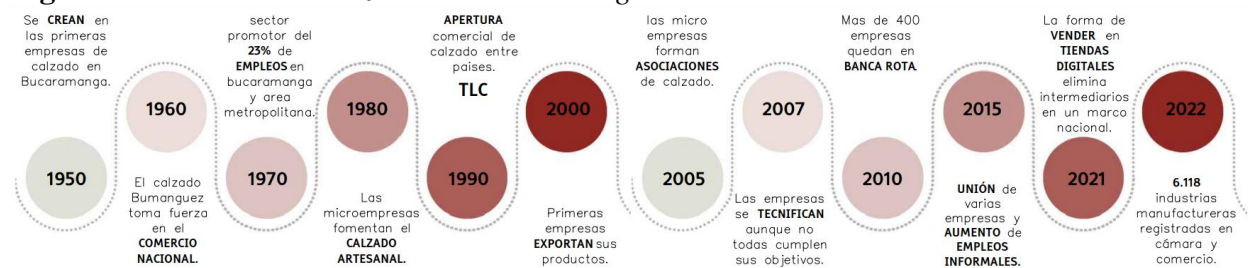 Se CREAN en
las primeras
empresas de
calzado en
Bucaramanga.
1950
1960
El calzado
Bumanguez
toma fuerza
en el
COMERCIO
NACIONAL.
sector
promotor del
23% de
EMPLEOS en
bucaramanga
y area
metropolitana.
1970
1980
Las
microempresas
fomentan el
CALZADO
ARTESANAL.
APERTURA
comercial de
calzado entre
paises.
TLC
1990
2000
Primeras
empresas
EXPORTAN sus
productos.
las micro
empresas
forman
ASOCIACIONES
de calzado.
2005
2007
Las empresas
se TECNIFICAN
aunque no
todas cumplen
sus objetivos.
Mas de 400
empresas
quedan en
BANCA ROTA.
2010
2015
UNIÓN de
varias
empresas y
AUMENTO de
EMPLEOS
INFORMALES.
La forma de
VENDER en
TIENDAS
DIGITALES
elimina
intermediarios
en un marco
nacional.
2021
2022
6.118
industrias
manufactureras
registradas en
cámara y
comercio.